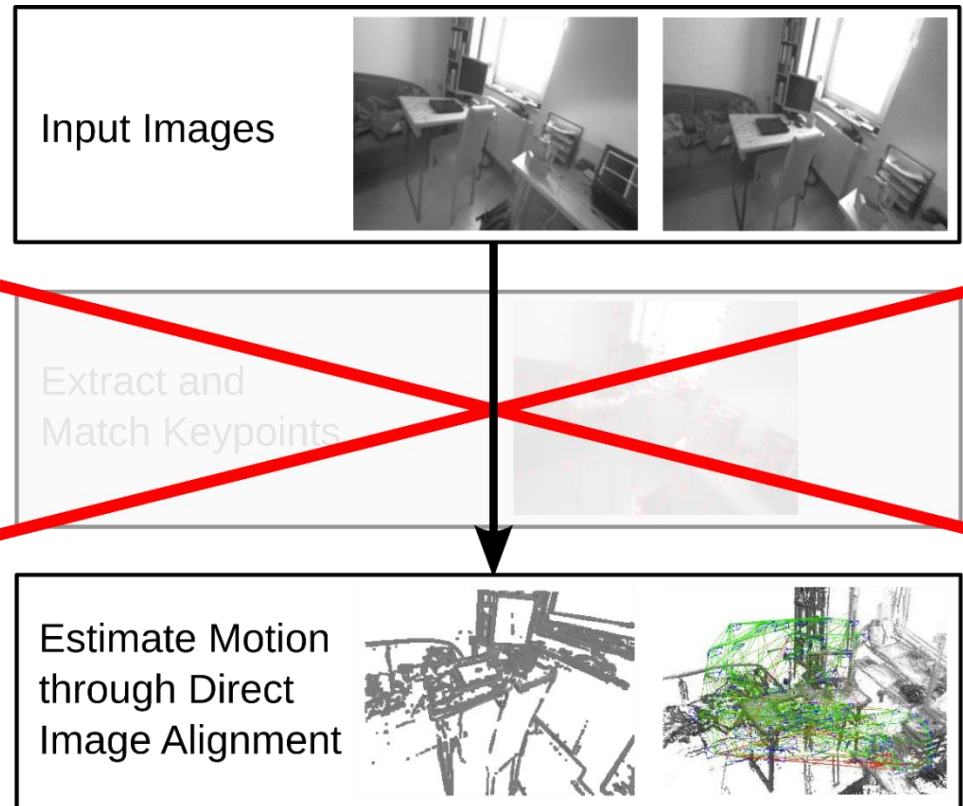 Input Images
Extract and
Match Keypoints
Estimate Motion
through Direct
Image Alignment